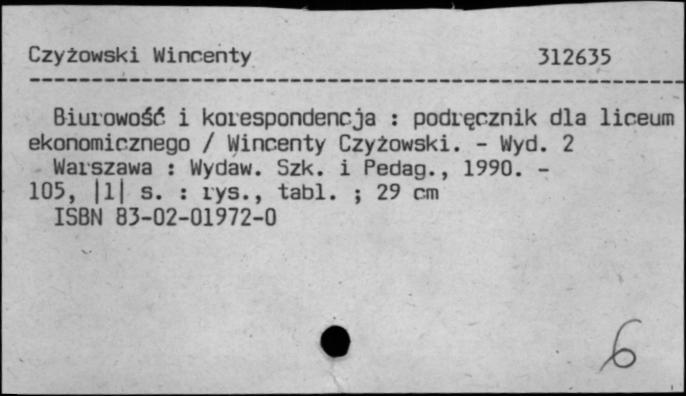 Czyżowski Wincenty 312635
Biurowość i korespondencja : podręcznik dla liceum
ekonomicznego / Wincenty Czyżowski. - Wyd. 2
Warszawa : Wydaw. Szk. i Pedag., 1990. -
105, |1| s. : rys., tabl. ; 29 cm
ISBN 83-02-01972-0
6